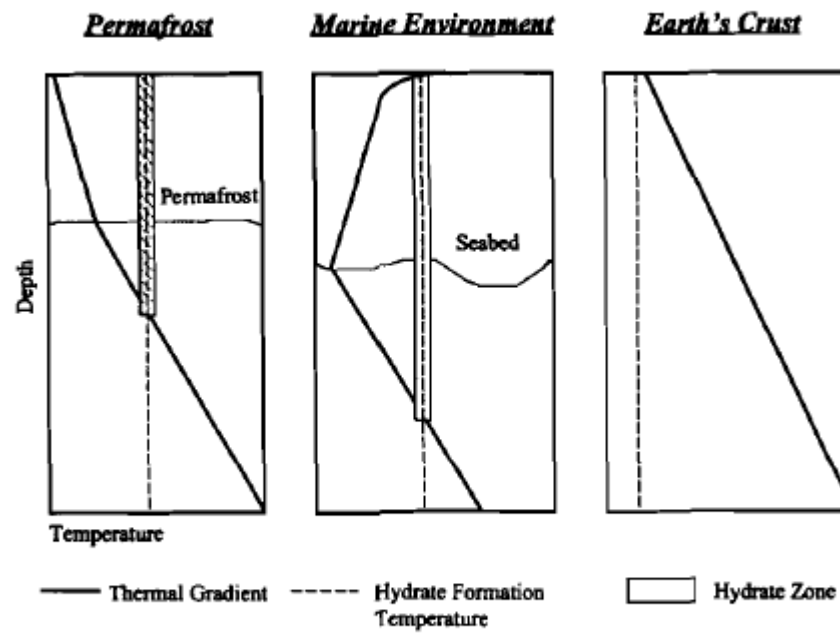 Permafrost
Marine Environment
Earth's Crust
Permafrost
Seabed
Depth
Temperature
Thermal Gradient
Hydrate Formation
Temperature
Hydrate Zone